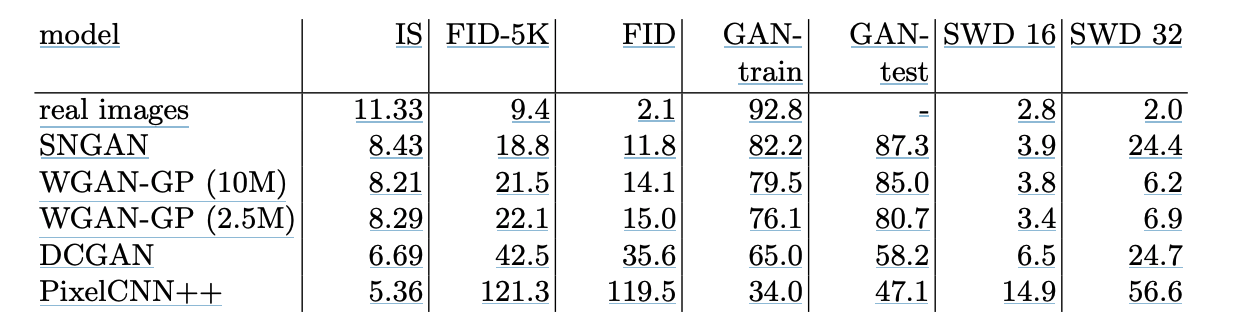 model IS FID-5K FID GAN- GAN- SWD 16 SWD 32
train test
real images 11.33 9.4 2.1 92.8 - 2.8 2.0
SNGAN 8.43 18.8 11.8 82.2 87.3 3.9 24.4
WGAN-GP (10M) 8.21 21.5 14.1 79.5 85.0 3.8 6.2
WGAN-GP (2.5M) 8.29 22.1 15.0 76.1 80.7 3.4 6.9
DCGAN 6.69 42.5 35.6 65.0 58.2 6.5 24.7
PixelCNN++ 5.36 121.3 119.5 34.0 47.1 14.9 56.6